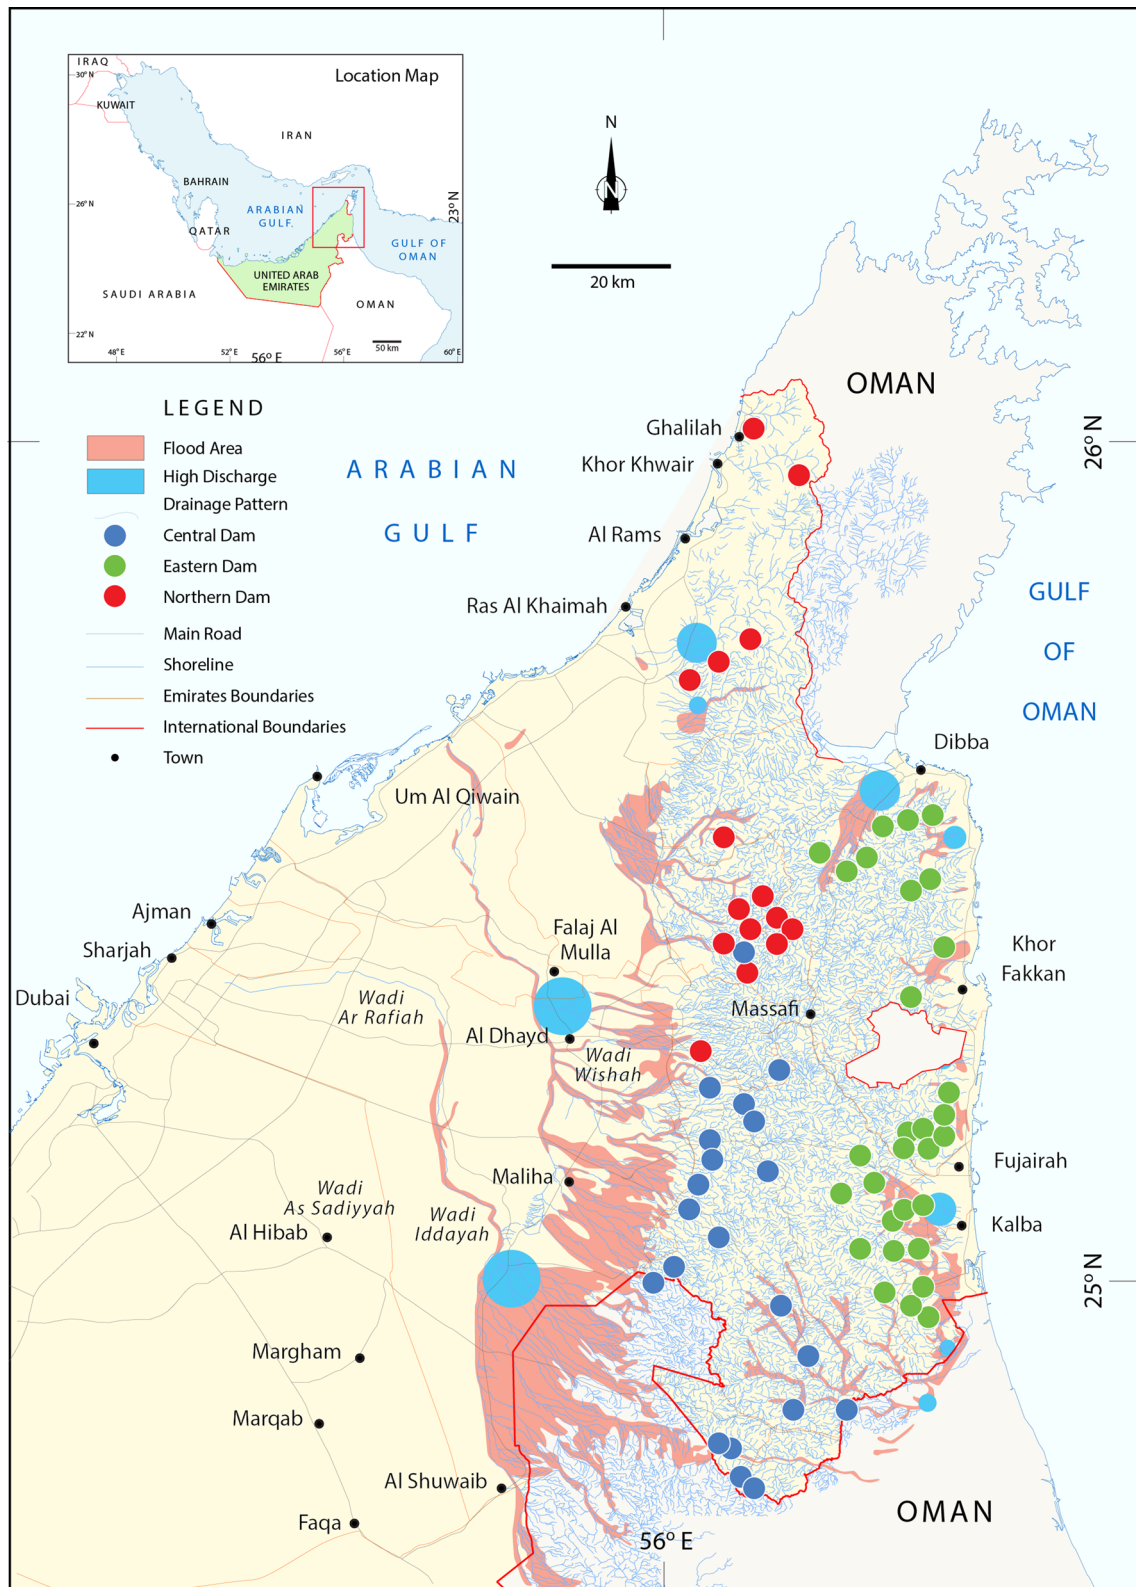 Location Map
IRAQ
30° N
KUWAIT
IRAN
BAHRAIN
26° N
QATAR
ARABIAN
GULF
GULF OF
OMAN
23° N
UNITED ARAB
EMIRATES
SAUDI ARABIA
OMAN
22° N
50 km
48° E
52° E
56° E
56° E
60° E
N
N
20 km
LEGEND
Flood Area
High Discharge
Drainage Pattern
Central Dam
Eastern Dam
Northern Dam
Main Road
Shoreline
Emirates Boundaries
International Boundaries
Town
ARABIAN
GULF
OMAN
26° N
Ghalilah
Khor Khwair
Al Rams
Ras Al Khaimah
GULF
OF
OMAN
Dibba
Um Al Qiwain
Ajman
Sharjah
Dubai
Falaj Al
Mulla
Khor
Fakkan
Wadi
Ar Rafiah
Massafi
Al Dhayd
Wadi
Wishah
Fujairah
Maliha
Wadi
As Sadiyyah
Wadi
Iddayah
Al Hibab
Kalba
25° N
Margham
Marqab
Al Shuwaib
Faqa
OMAN
56° E